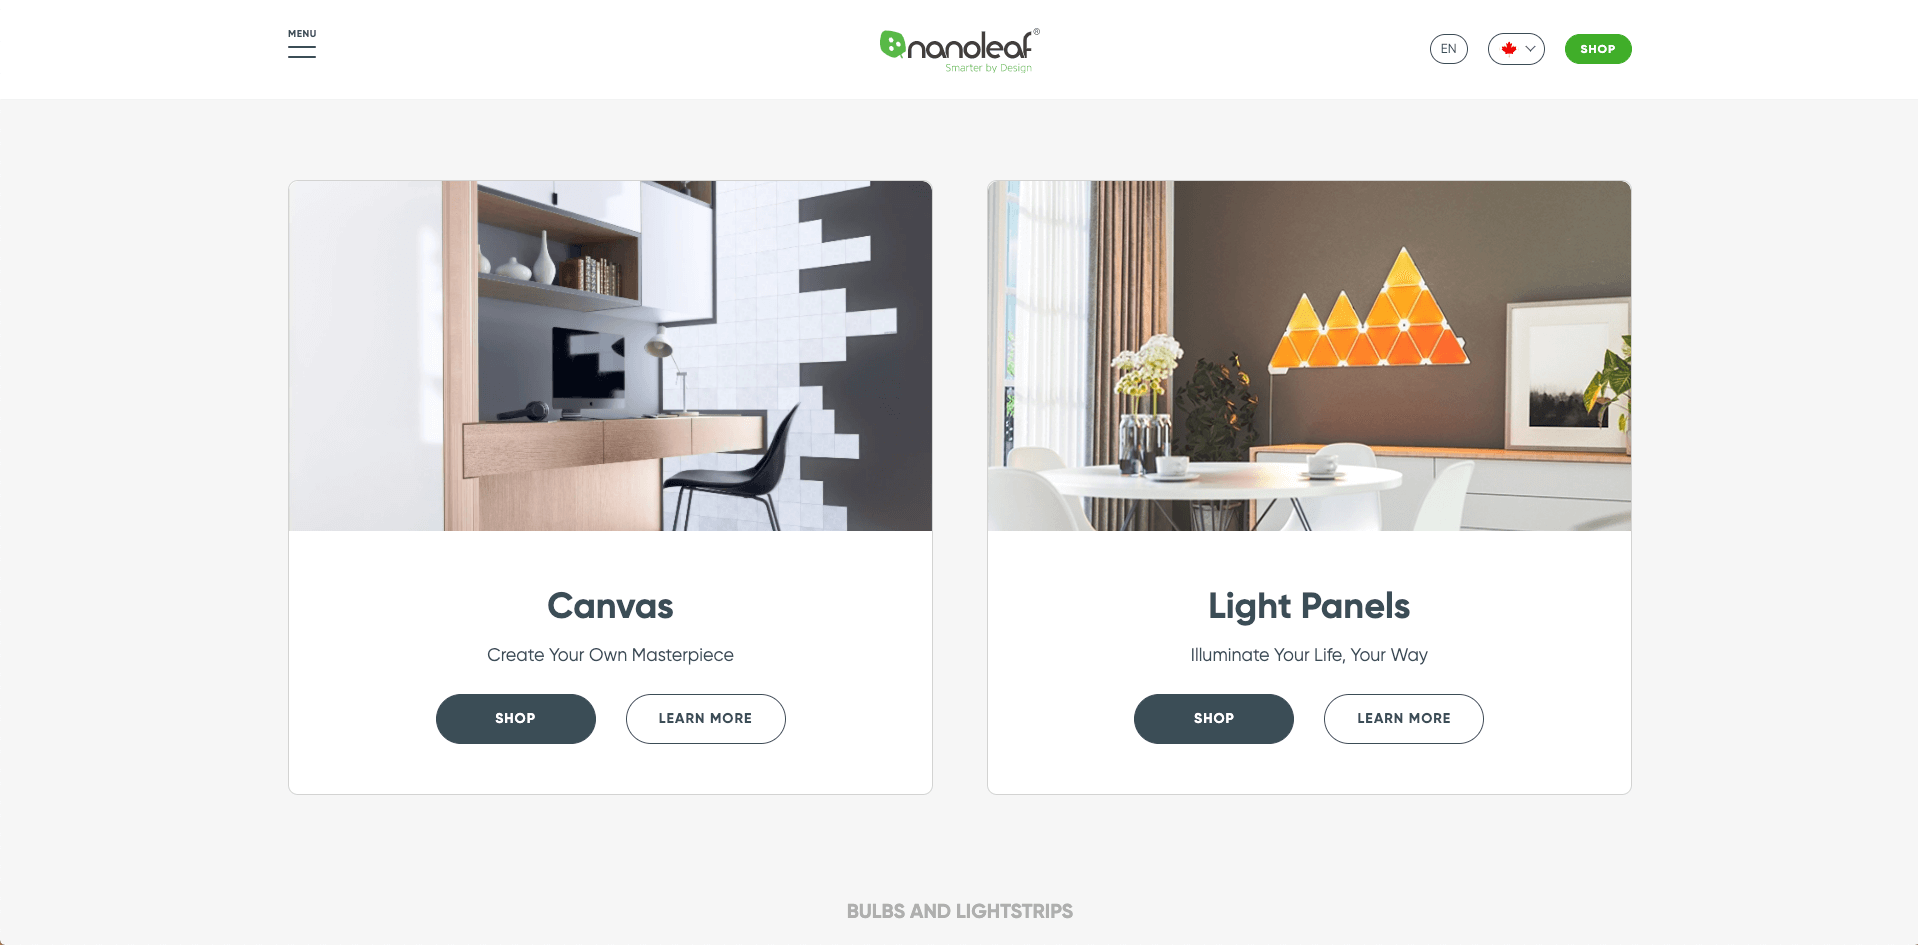 MENU
nanoleaf®
Smarter by Design
EN
SHOP
Canvas
Create Your Own Masterpiece
SHOP
LEARN MORE
Light Panels
Illuminate Your Life, Your Way
SHOP
LEARN MORE
BULBS AND LIGHTSTRIPS